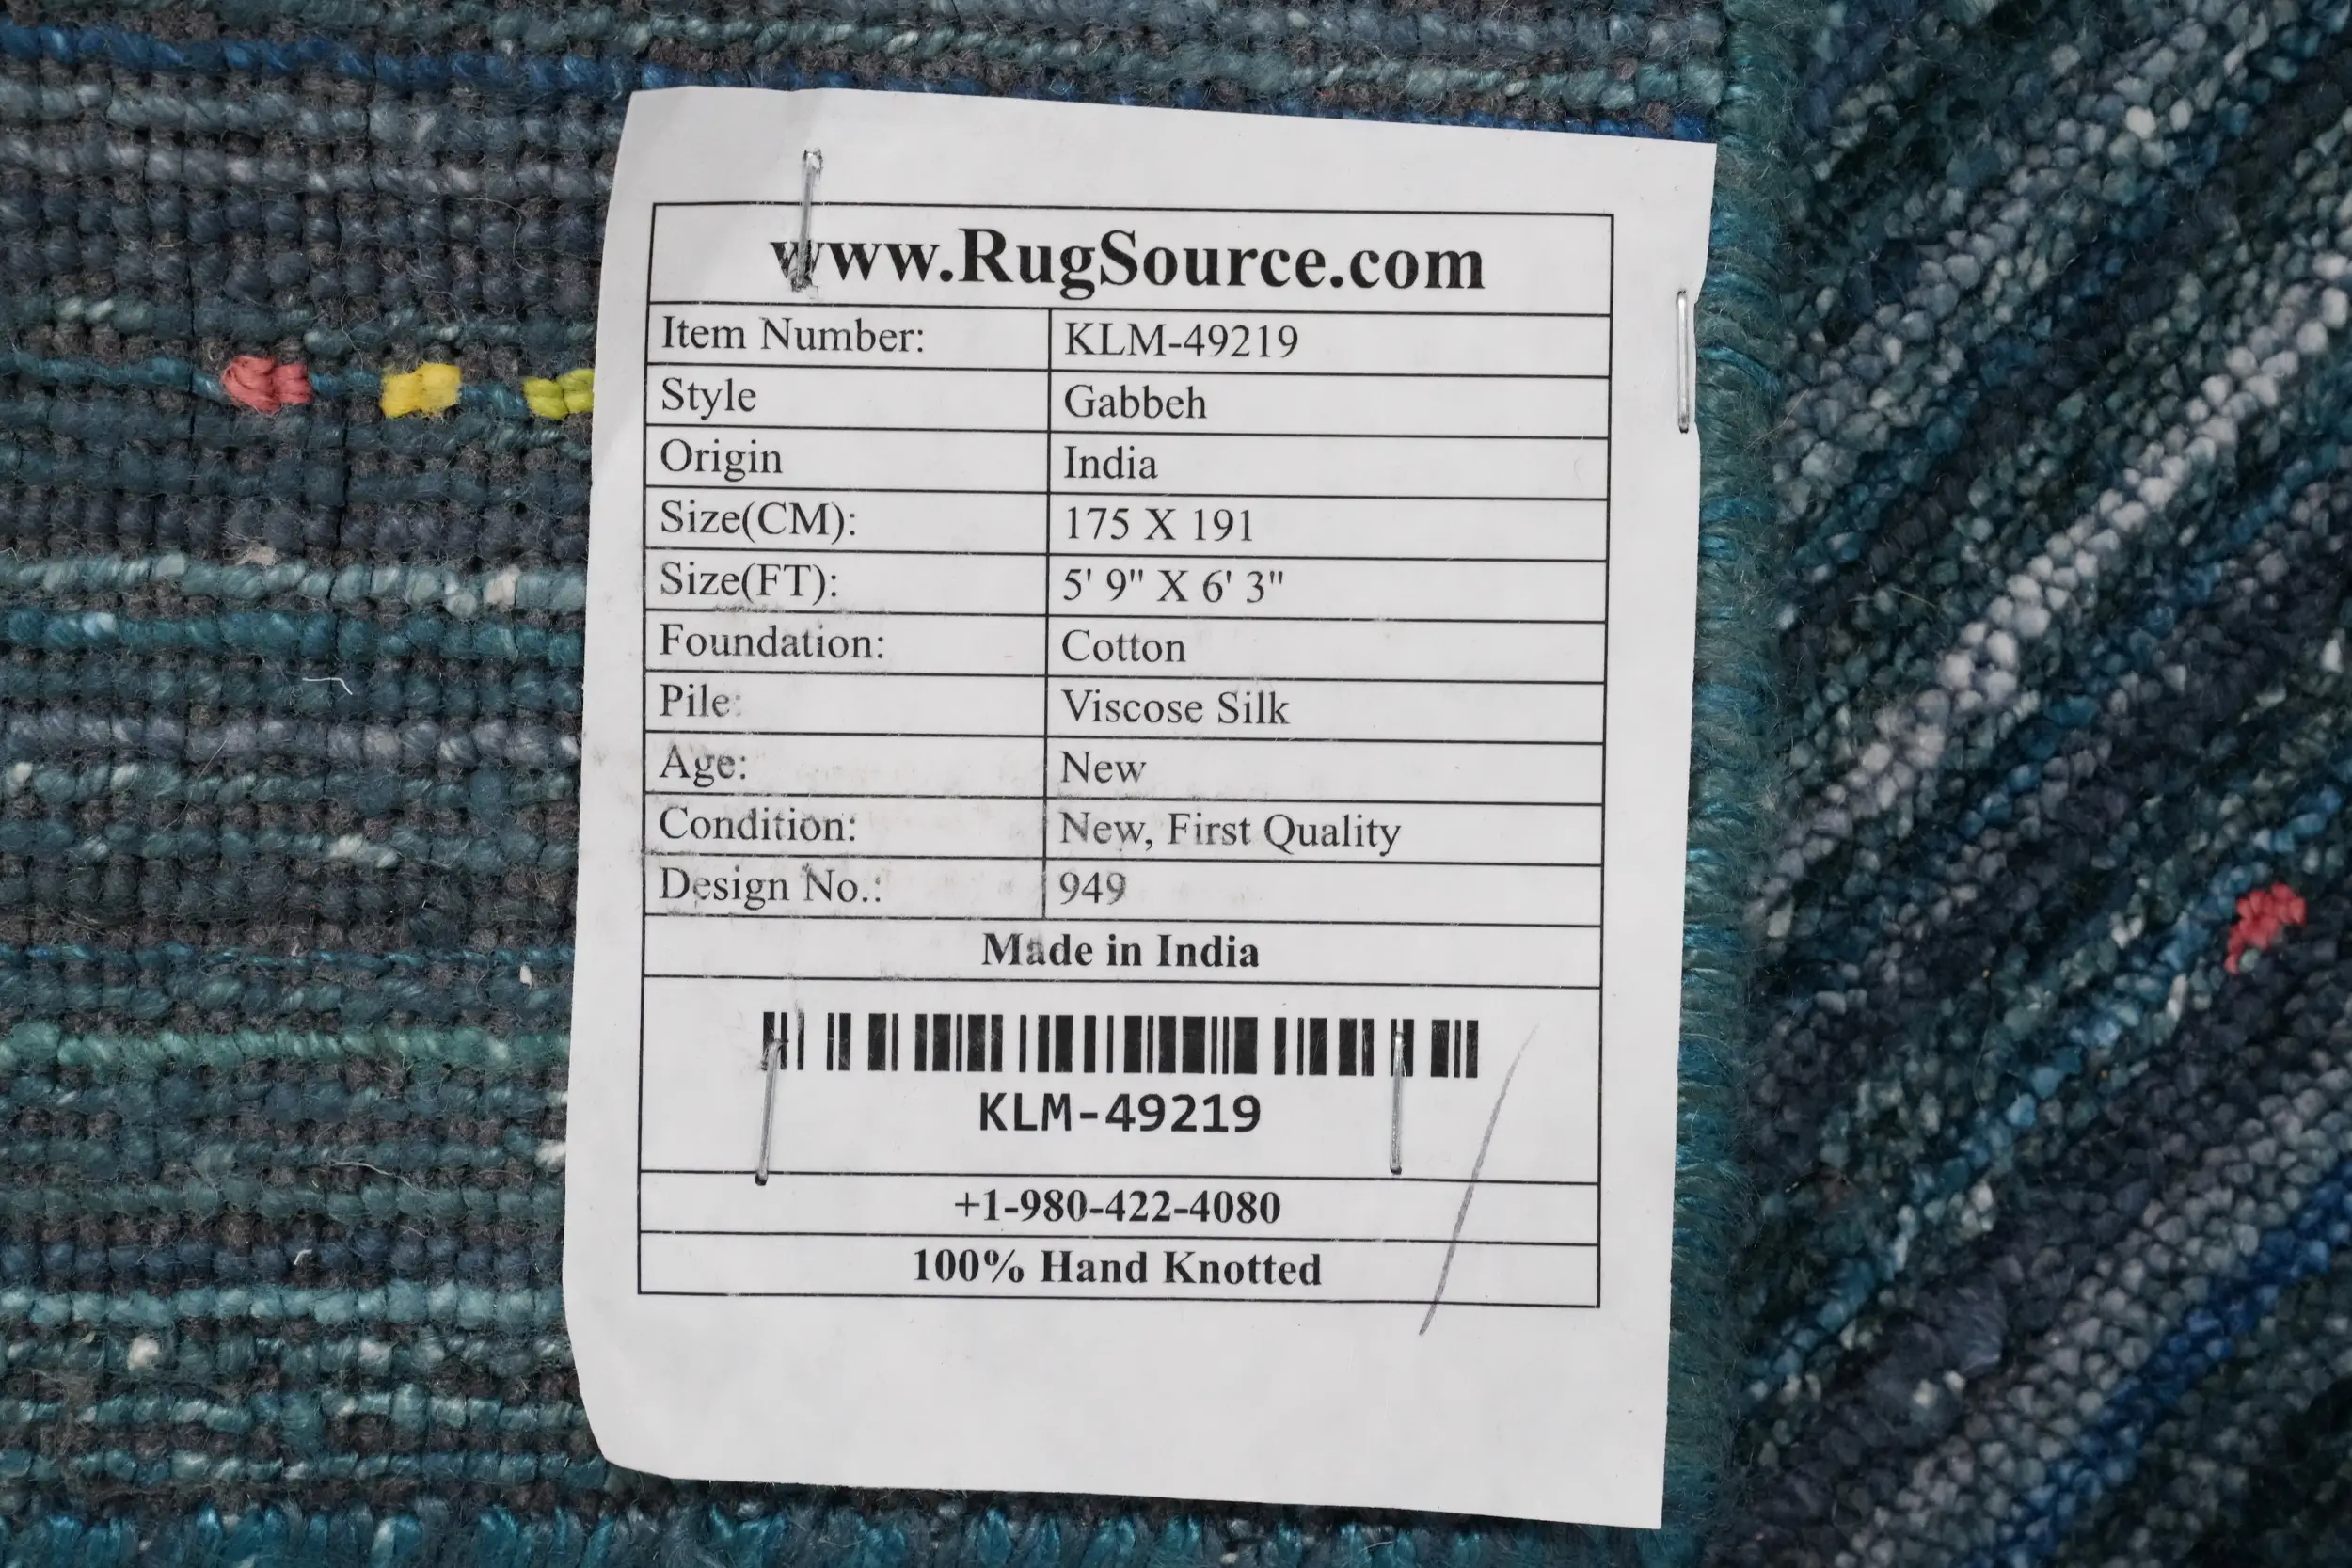 www.RugSource.com
Item Number: KLM-49219
Style Gabbeh
Origin India
Size(CM): 175 X 191
Size(FT): 5' 9" X 6' 3"
Foundation: Cotton
Pile: Viscose Silk
Age: New
Condition: New, First Quality
Design No.: 949
Made in India
KLM-49219
+1-980-422-4080
100% Hand Knotted